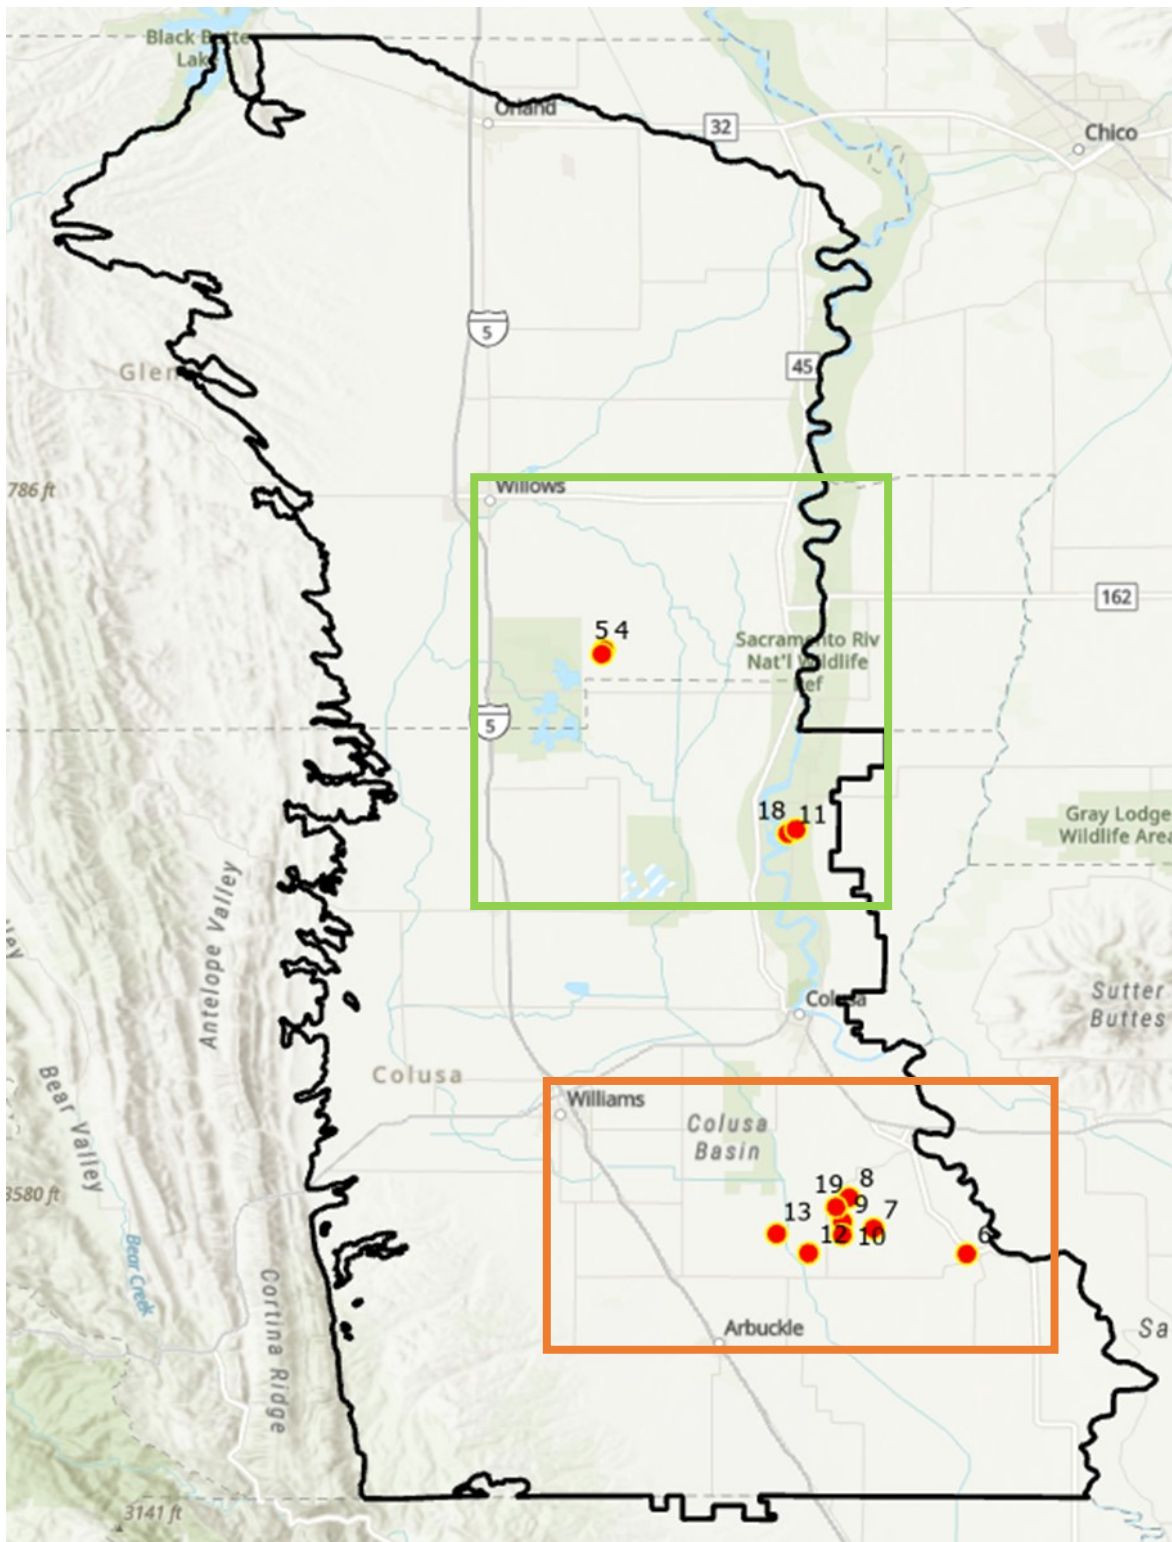 Black Butte
Lake
Orland
32
Chico
5
Glen
45
786 ft
Willows
162
5 4
Sacramento Riv
Nat'l Wildlife
Ref
5
18 11
Gray Lodge
Wildlife Area
Antelope Valley
Sutter
Buttes
Colusa
Colusa
Bear Valley
Williams
Colusa
Basin
3580 ft
19 8
9
13 7
12 10
6
Bear Creek
Cortina Ridge
Arbuckle
Sa
3141 ft